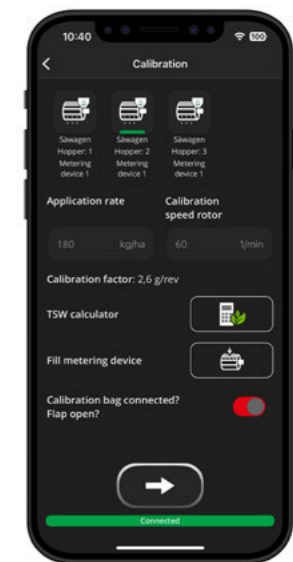 10:40
100
Calibration
Säwagen Säwagen Säwagen
Hopper: 1 Hopper: 2 Hopper: 3
Metering Metering Metering
device 1 device 1 device 1
Application rate Calibration
speed rotor
180 kg/ha 60 1/min
Calibration factor: 2,6 g/rev
TSW calculator
Fill metering device
Calibration bag connected?
Flap open?
Connected